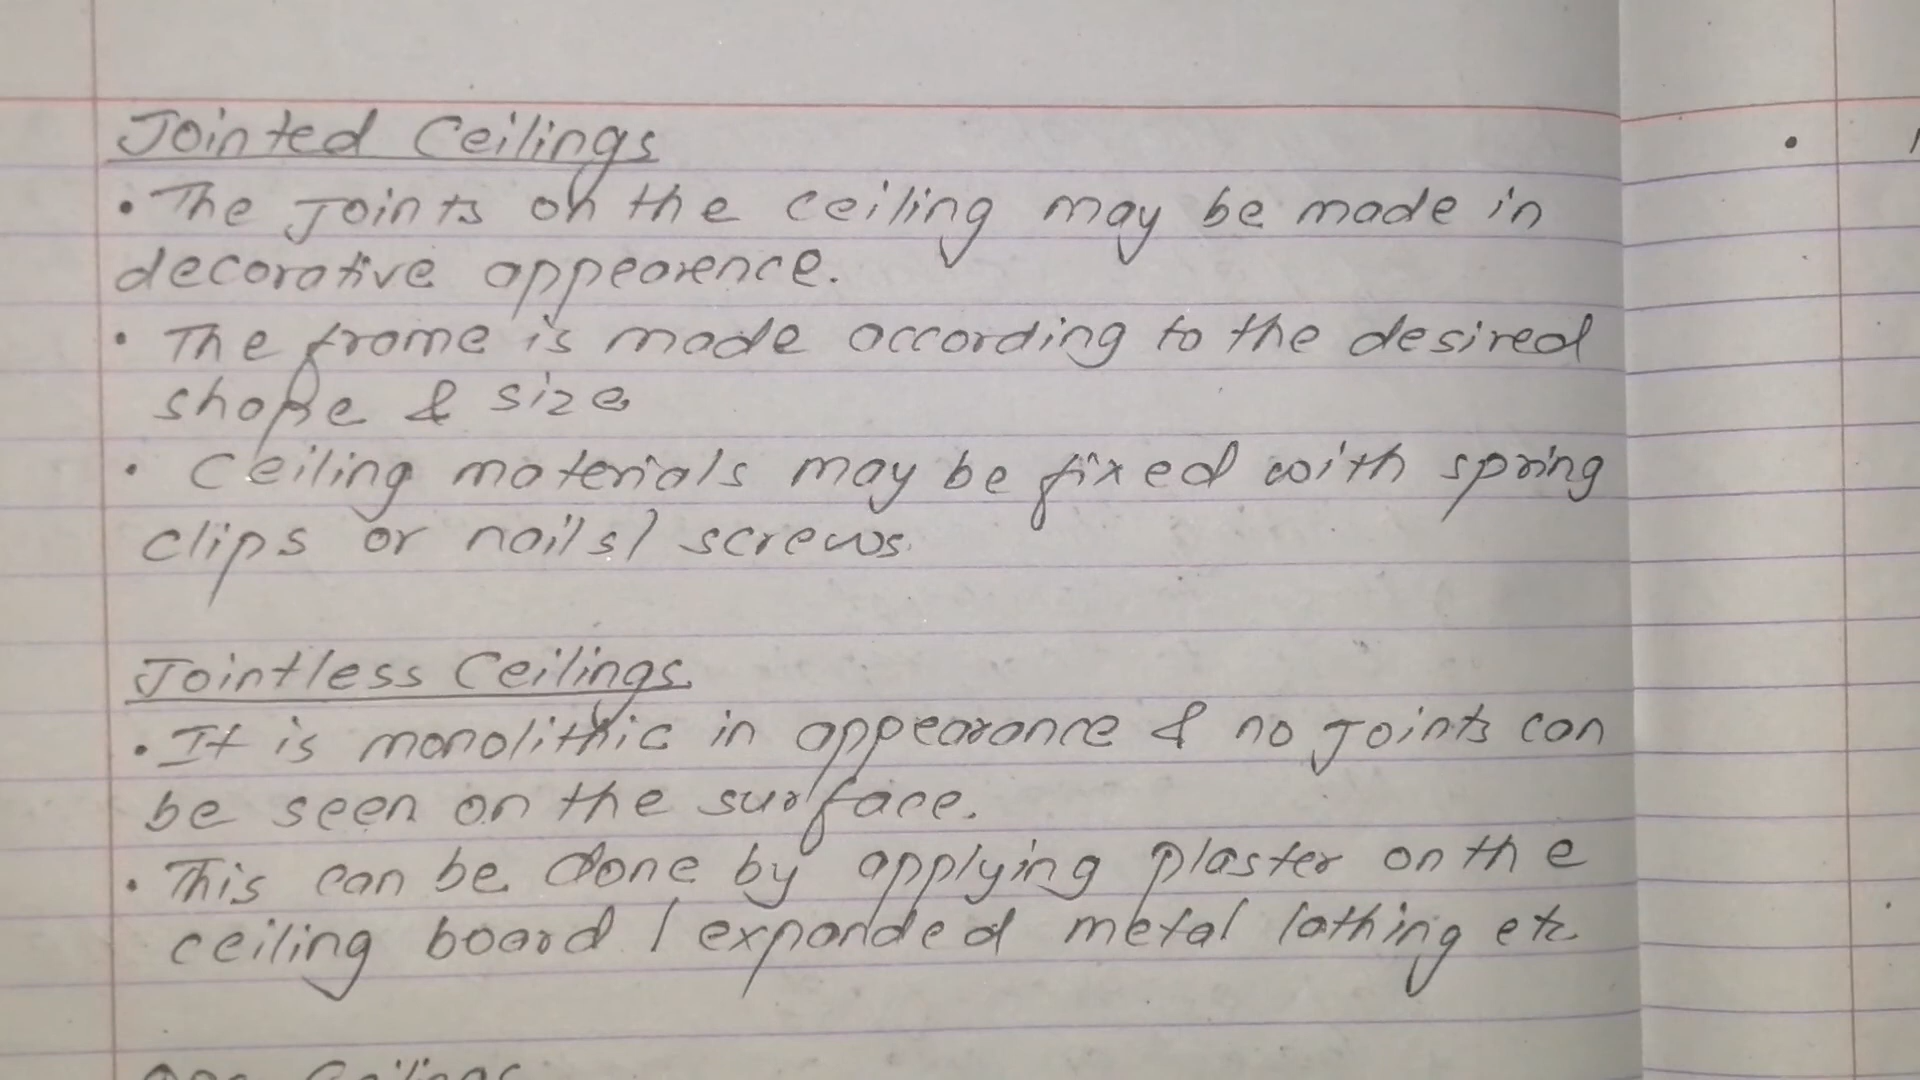 Jointed Ceilings
• The Joints on the ceiling may be made in
decorative appearence.
• The frame is made according to the desired
shape & size
• Ceiling materials may be fixed with spring
clips or nails/ screws.
Jointless Ceilings.
• It is monolithic in appearance & no Joints can
be seen on the surface.
• This can be done by applying plaster on the
ceiling board / expanded metal lathing etc.
Ceilings